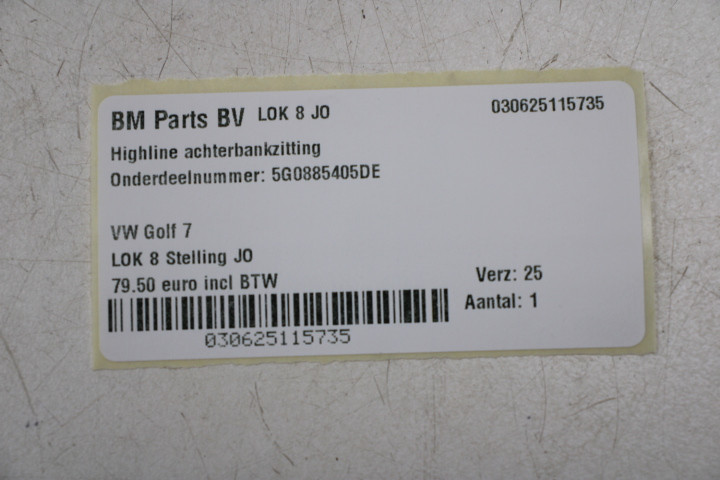 BM Parts BV LOK 8 JO 030625115735
Highline achterbankzitting
Onderdeelnummer: 5G0885405DE
VW Golf 7
LOK 8 Stelling JO
79.50 euro incl BTW Verz: 25
Aantal: 1
030625115735